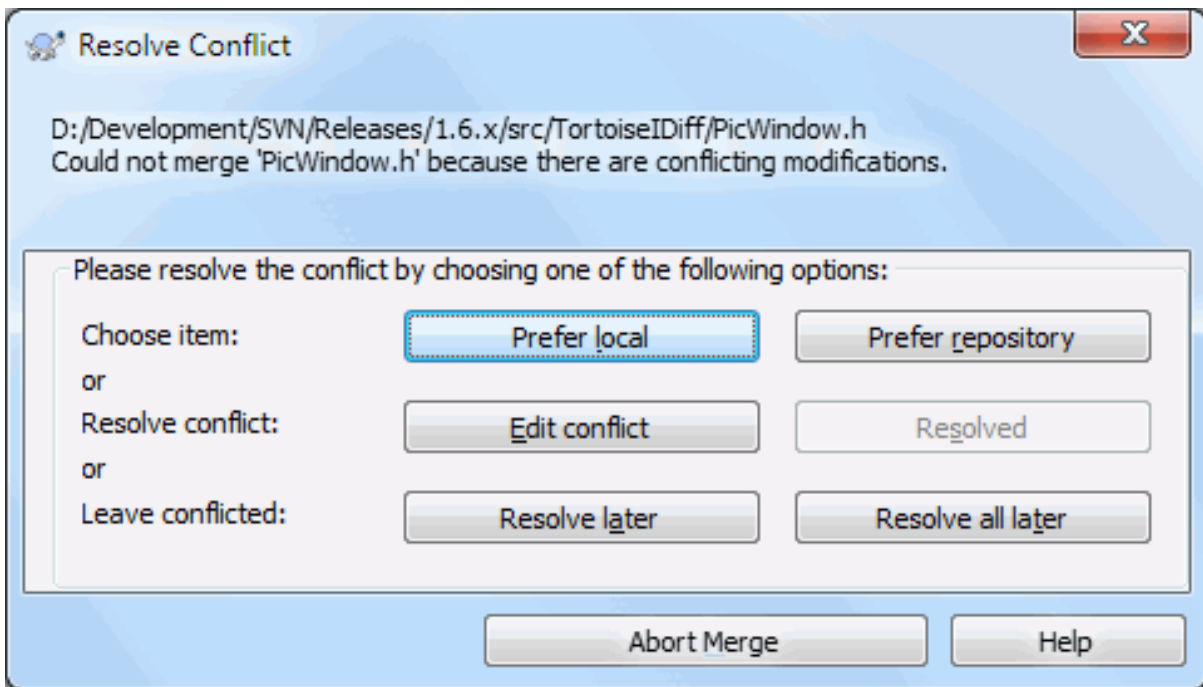 Resolve Conflict
D:/Development/SVN/Releases/1.6.x/src/TortoiseIDiff/PicWindow.h
Could not merge 'PicWindow.h' because there are conflicting modifications.
Please resolve the conflict by choosing one of the following options:
Choose item: Prefer local Prefer repository
or
Resolve conflict: Edit conflict Resolved
or
Leave conflicted: Resolve later Resolve all later
Abort Merge Help